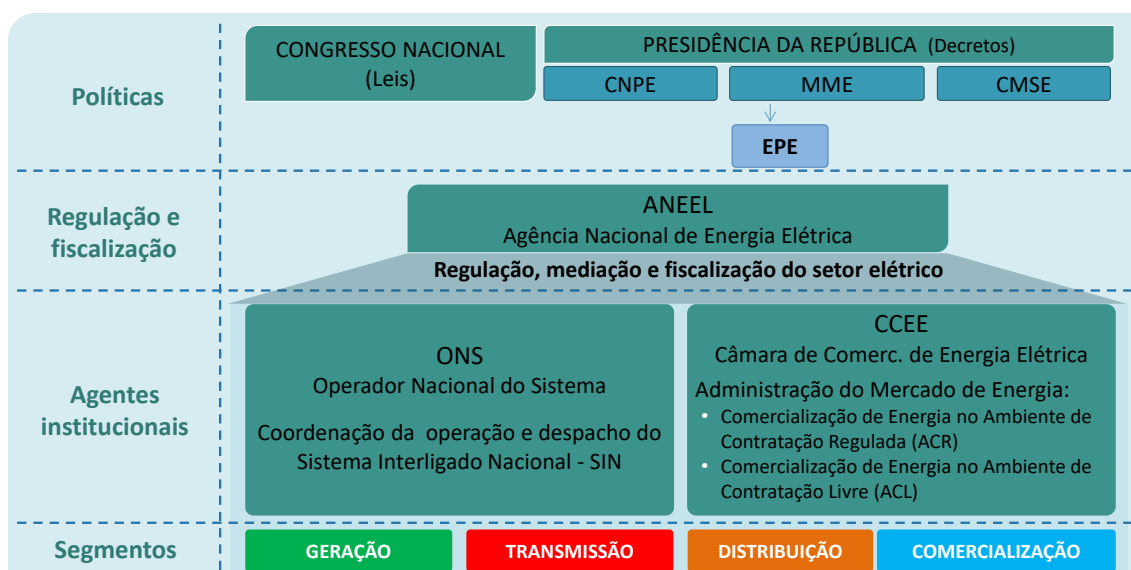 Políticas
CONGRESSO NACIONAL
(Leis)
PRESIDÊNCIA DA REPÚBLICA (Decretos)
CNPE
MME
CMSE
EPE
Regulação e
fiscalização
ANEEL
Agência Nacional de Energia Elétrica
Regulação, mediação e fiscalização do setor elétrico
Agentes
institucionais
ONS
Operador Nacional do Sistema
Coordenação da operação e despacho do
Sistema Interligado Nacional - SIN
CCEE
Câmara de Comerc. de Energia Elétrica
Administração do Mercado de Energia:
• Comercialização de Energia no Ambiente de
Contratação Regulada (ACR)
• Comercialização de Energia no Ambiente de
Contratação Livre (ACL)
Segmentos
GERAÇÃO
TRANSMISSÃO
DISTRIBUIÇÃO
COMERCIALIZAÇÃO